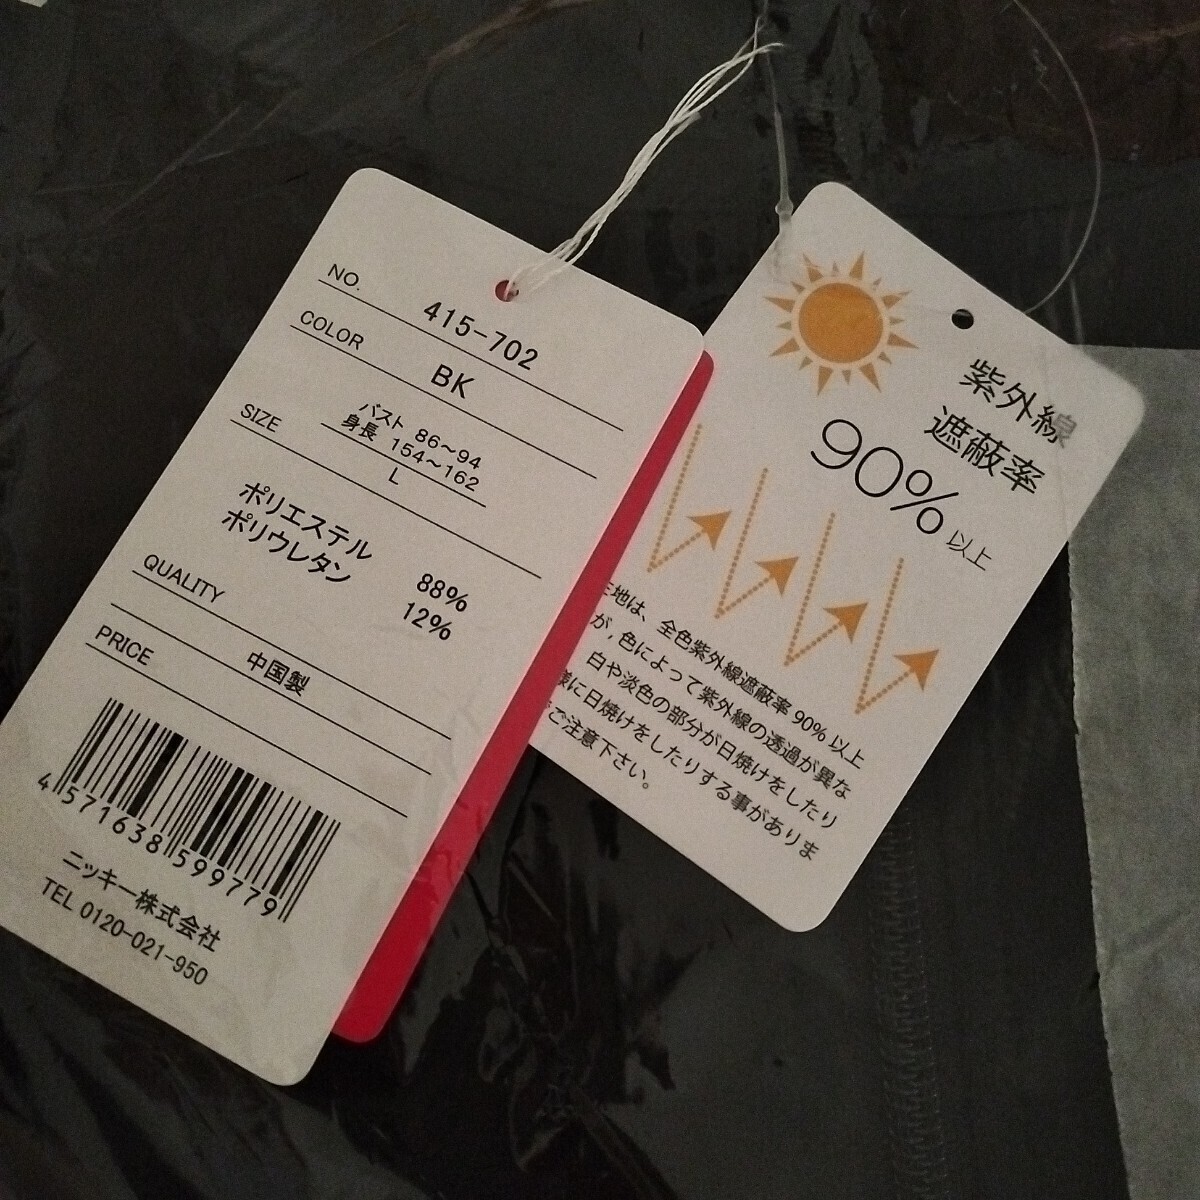 NO. 415-702
COLOR BK
SIZE バスト 86～94
身長 154～162
L
ポリエステル 88%
ポリウレタン 12%
QUALITY
中国製
PRICE
4 571638 599779
ニッキー株式会社
TEL 0120-021-950
紫外線
遮蔽率
90%以上
地は、全色紫外線遮蔽率 90% 以上
が、色によって紫外線の透過が異な
白や淡色の部分が日焼けをしたり
様に日焼けをしたりする事がありま
ご注意下さい。